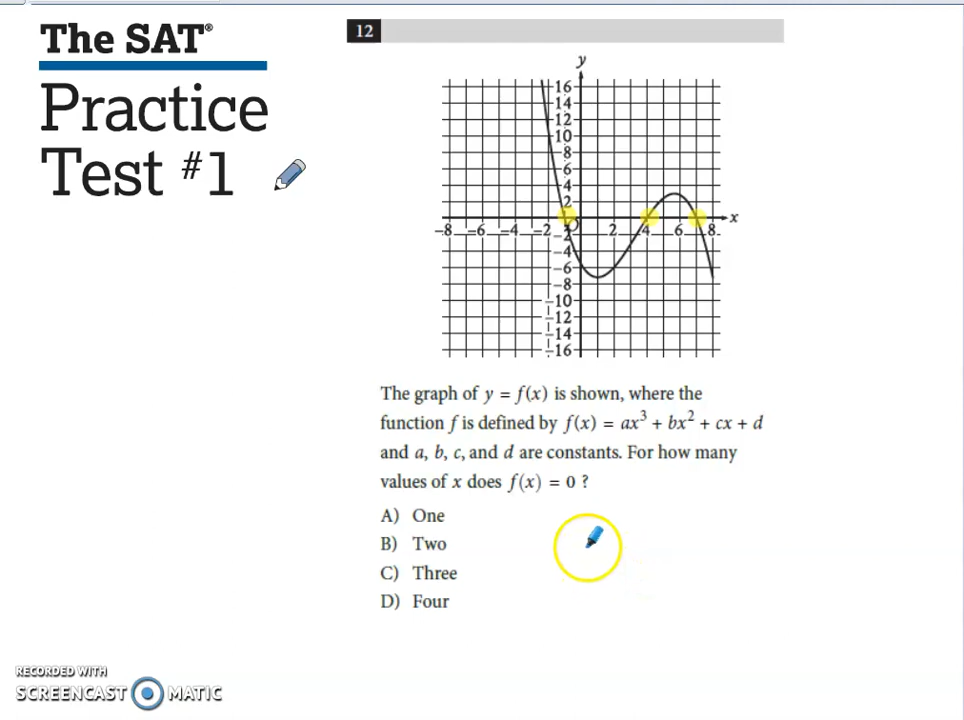 The SAT®
Practice
Test #1
12
y
16
14
12
10
8
6
4
2
-8 -6 -4 -2 O 2 4 6 8 x
-2
-4
-6
-8
-10
-12
-14
-16
The graph of y = f(x) is shown, where the
function f is defined by f(x) = ax³ + bx² + cx + d
and a, b, c, and d are constants. For how many
values of x does f(x) = 0 ?
A) One
B) Two
C) Three
D) Four
RECORDED WITH
SCREENCAST MATIC